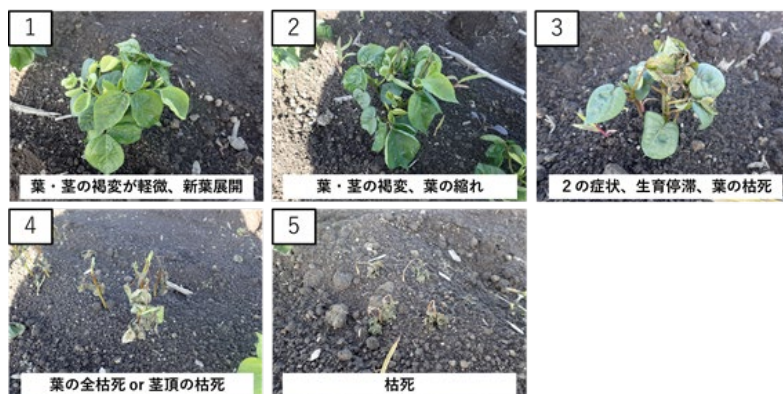 1
葉・茎の褐変が軽微、新葉展開
2
葉・茎の褐変、葉の縮れ
3
２の症状、生育停滞、葉の枯死
4
葉の全枯死 or 茎頂の枯死
5
枯死